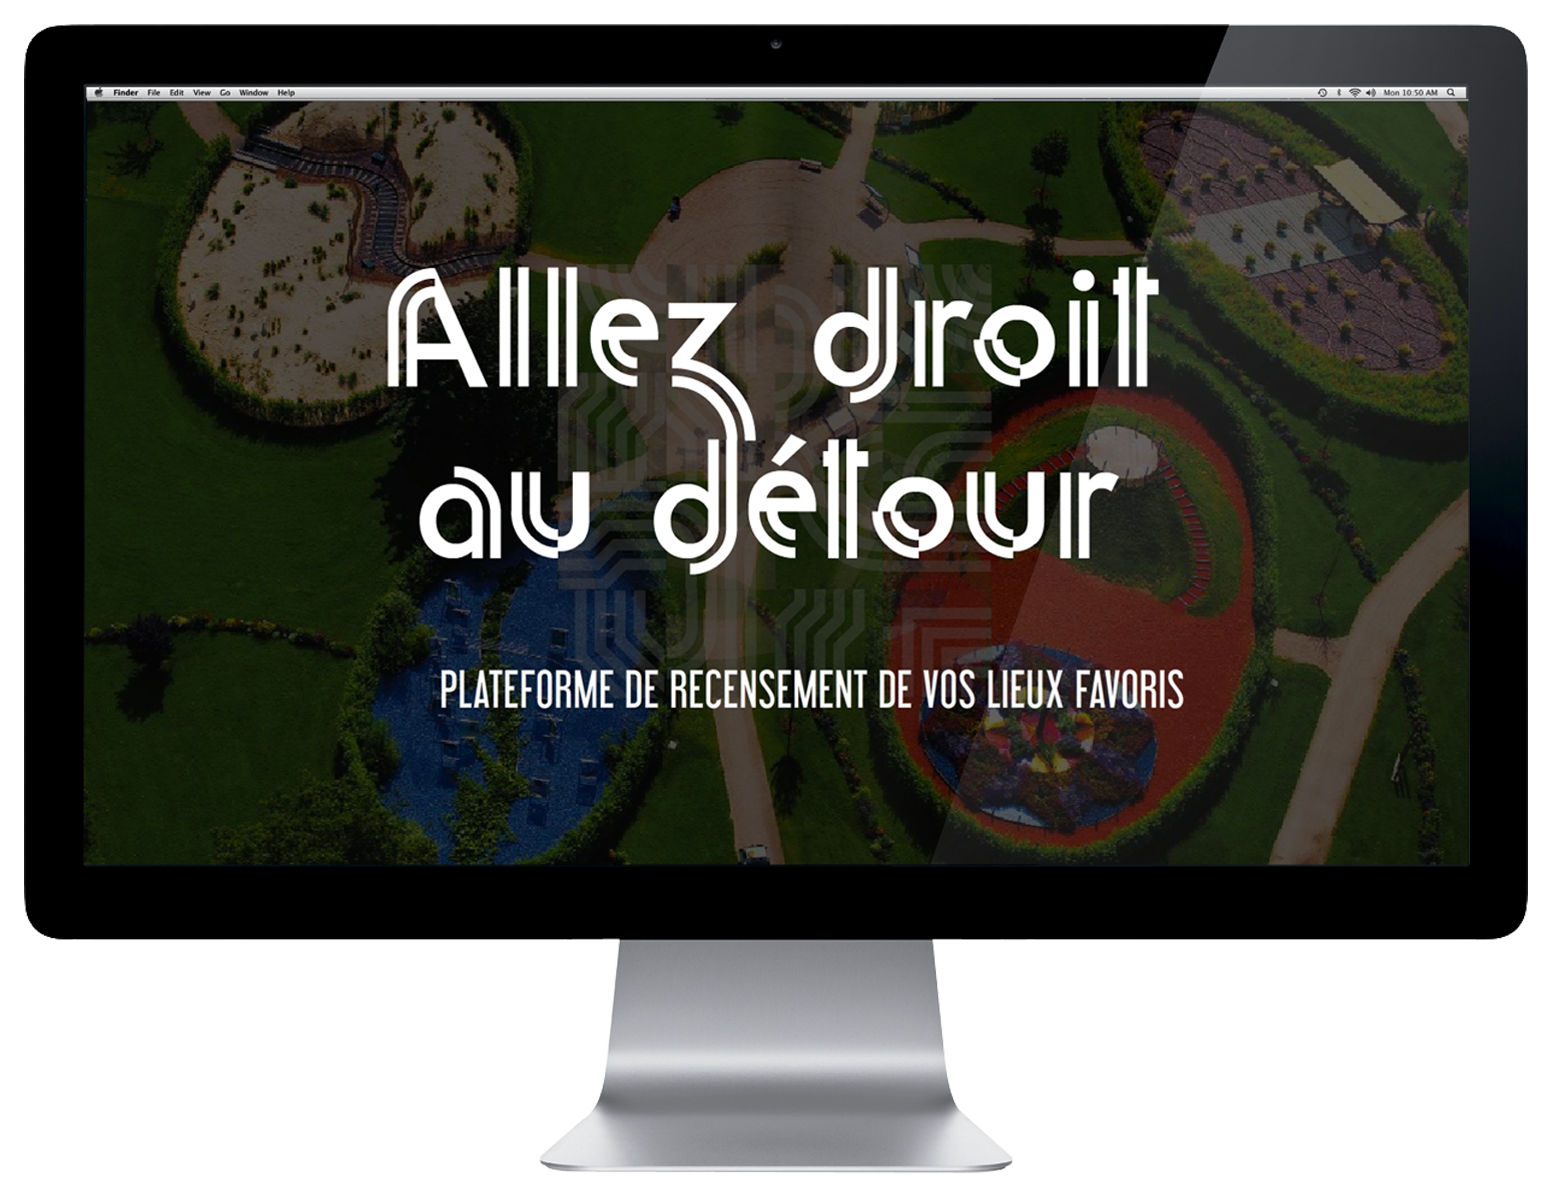 Finder File Edit View Go Window Help Mon 10:50 AM
Allez droit
au détour
PLATEFORME DE RECENSEMENT DE VOS LIEUX FAVORIS